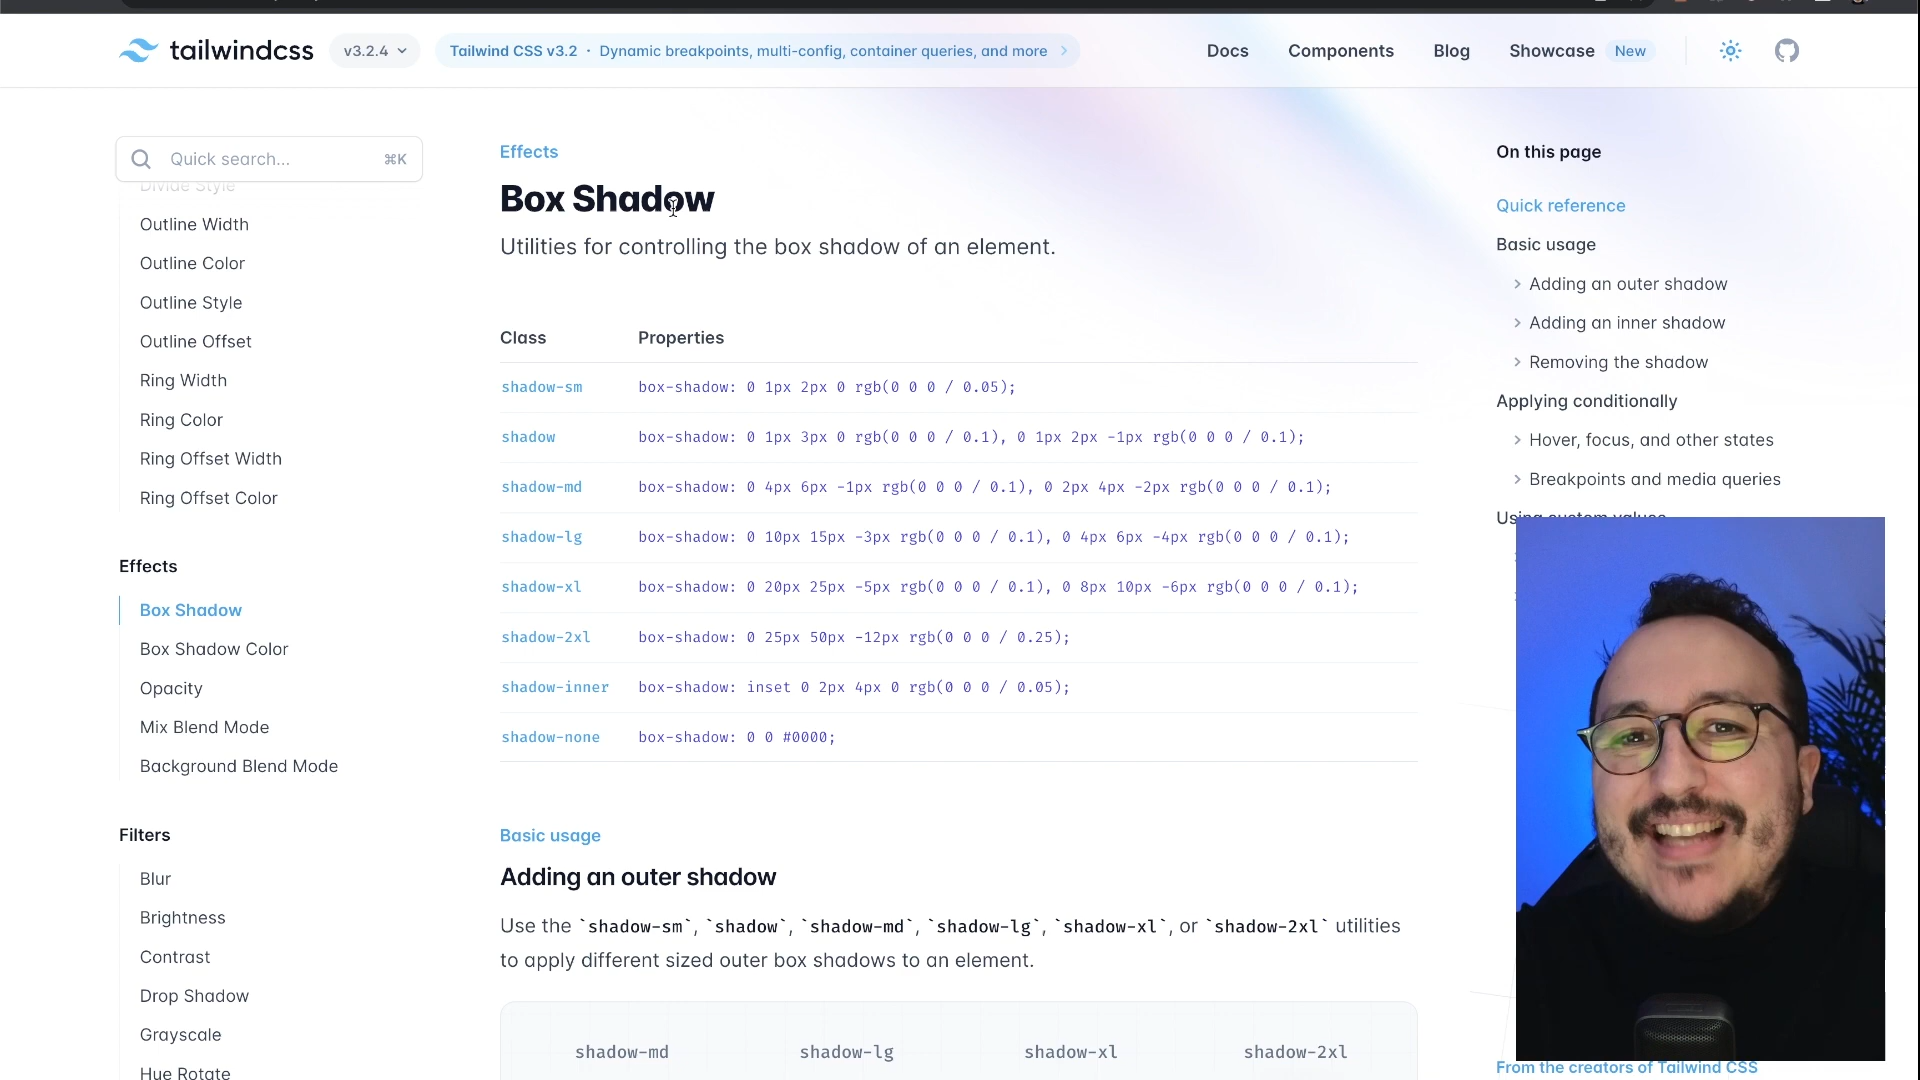 tailwindcss
v3.2.4
Tailwind CSS v3.2 · Dynamic breakpoints, multi-config, container queries, and more
Docs
Components
Blog
Showcase
New
Quick search...
⌘K
Divide Style
Outline Width
Outline Color
Outline Style
Outline Offset
Ring Width
Ring Color
Ring Offset Width
Ring Offset Color
Effects
Box Shadow
Box Shadow Color
Opacity
Mix Blend Mode
Background Blend Mode
Filters
Blur
Brightness
Contrast
Drop Shadow
Grayscale
Hue Rotate
Effects
Box Shadow
Utilities for controlling the box shadow of an element.
Class Properties
shadow-sm box-shadow: 0 1px 2px 0 rgb(0 0 0 / 0.05);
shadow box-shadow: 0 1px 3px 0 rgb(0 0 0 / 0.1), 0 1px 2px -1px rgb(0 0 0 / 0.1);
shadow-md box-shadow: 0 4px 6px -1px rgb(0 0 0 / 0.1), 0 2px 4px -2px rgb(0 0 0 / 0.1);
shadow-lg box-shadow: 0 10px 15px -3px rgb(0 0 0 / 0.1), 0 4px 6px -4px rgb(0 0 0 / 0.1);
shadow-xl box-shadow: 0 20px 25px -5px rgb(0 0 0 / 0.1), 0 8px 10px -6px rgb(0 0 0 / 0.1);
shadow-2xl box-shadow: 0 25px 50px -12px rgb(0 0 0 / 0.25);
shadow-inner box-shadow: inset 0 2px 4px 0 rgb(0 0 0 / 0.05);
shadow-none box-shadow: 0 0 #0000;
Basic usage
Adding an outer shadow
Use the `shadow-sm`, `shadow`, `shadow-md`, `shadow-lg`, `shadow-xl`, or `shadow-2xl` utilities
to apply different sized outer box shadows to an element.
shadow-md shadow-lg shadow-xl shadow-2xl
On this page
Quick reference
Basic usage
Adding an outer shadow
Adding an inner shadow
Removing the shadow
Applying conditionally
Hover, focus, and other states
Breakpoints and media queries
Using custom values
From the creators of Tailwind CSS